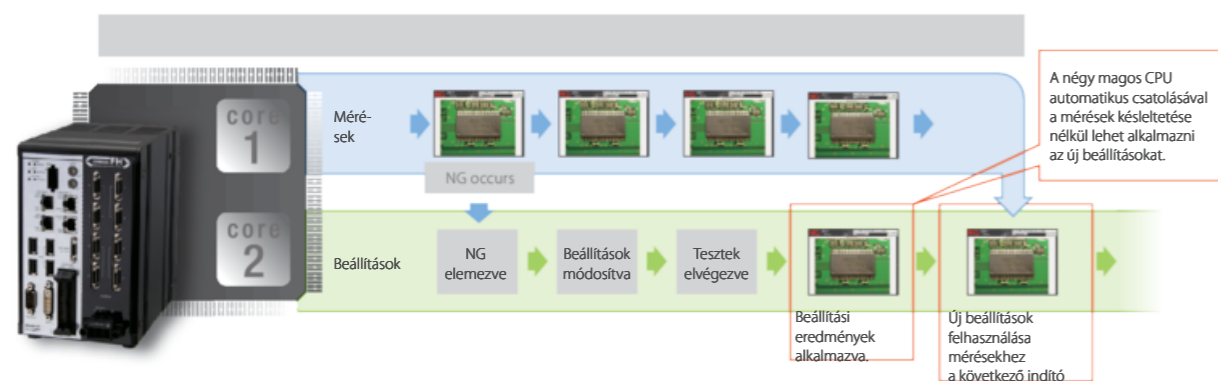 A négy magos CPU
automatikus csatolásával
a mérések késleltetése
nélkül lehet alkalmazni
az új beállításokat.
core
1
Méré-
sek
NG occurs
core
2
Beállítások
NG
elemezve
Beállítások
módosítva
Tesztek
elvégezve
Beállítási
eredmények
alkalmazva.
Új beállítások
felhasználása
mérésekhez
a következő indító
FH